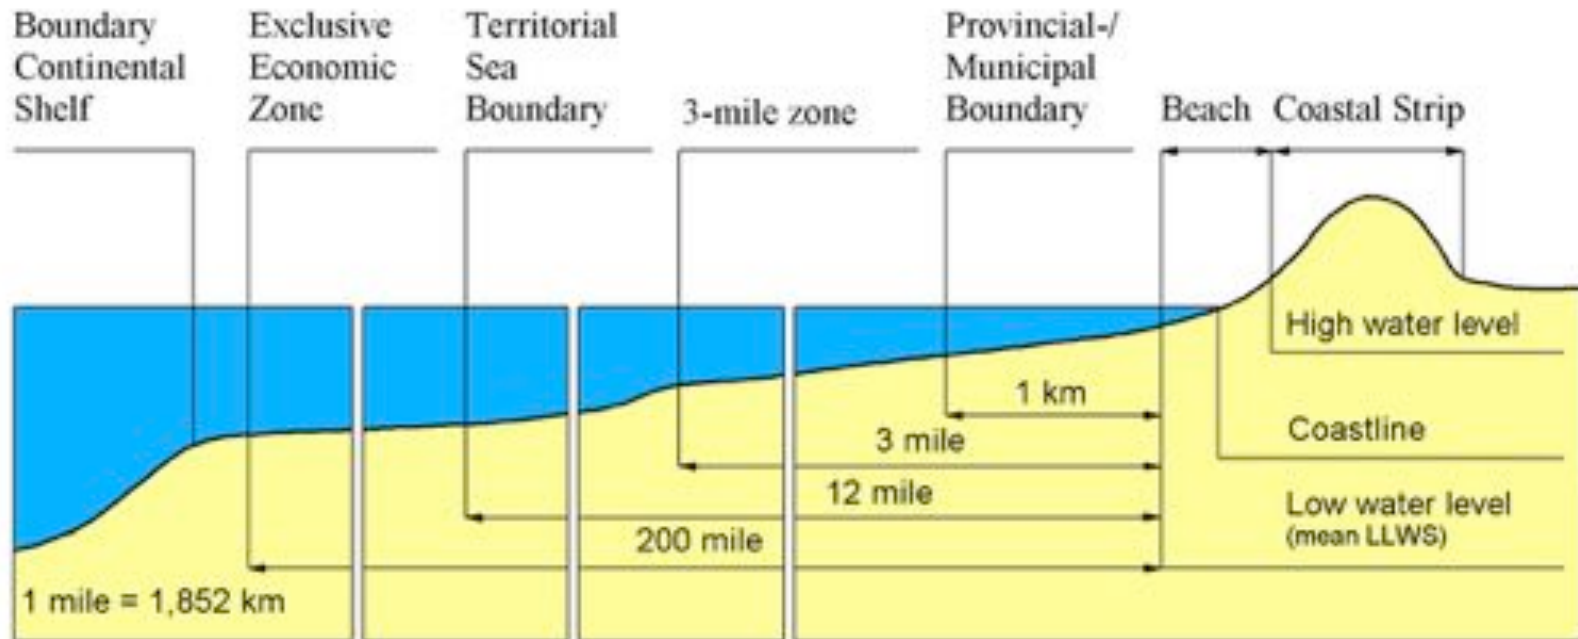 Boundary
Continental
Shelf
Exclusive
Economic
Zone
Territorial
Sea
Boundary
3-mile zone
Provincial-/
Municipal
Boundary
Beach
Coastal Strip
High water level
1 km
Coastline
3 mile
12 mile
Low water level
(mean LLWS)
200 mile
1 mile = 1,852 km